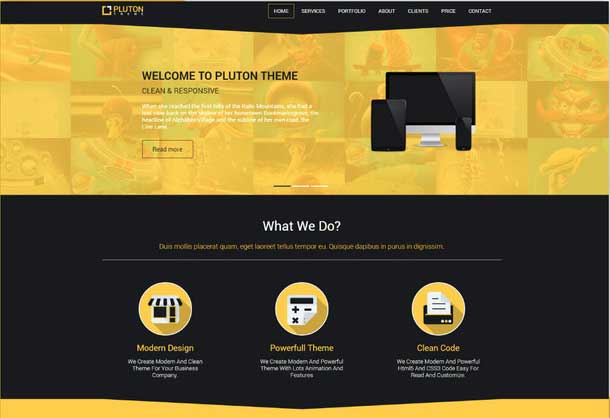 PLUTON
THEME
HOME SERVICES PORTFOLIO ABOUT CLIENTS PRICE CONTACT
WELCOME TO PLUTON THEME
CLEAN & RESPONSIVE
When she reached the first hills of the Italic Mountains, she had a
last view back on the skyline of her hometown Bookmarksgrove, the
headline of Alphabet Village and the subline of her own road, the
Line Lane.
Read more
What We Do?
Duis mollis placerat quam, eget laoreet tellus tempor eu. Quisque dapibus in purus in dignissim.
Modern Design
We Create Modern And Clean
Theme For Your Business
Company.
Powerfull Theme
We Create Modern And Powerful
Theme With Lots Animation And
Features
Clean Code
We Create Modern And Powerful
Html5 And CSS3 Code Easy For
Read And Customize.